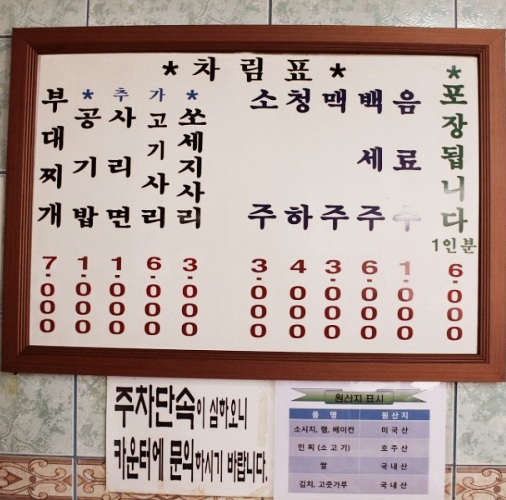 * 차림표 *
부대찌개 7.000
* 추 가 *
공기밥 1.000
사리면 1.000
고기사리 6.000
쏘세지사리 3.000
소주 3.000
청하 4.000
맥주 3.000
백세주 6.000
음료수 1.000
* 포장됩니다
1인분
6.000
주차단속이 심하오니
카운터에 문의하시기 바랍니다.
원산지 표시
품 명 원산지
소시지, 햄, 베이컨 미국산
민찌 (소고기) 호주산
쌀 국내산
김치, 고춧가루 국내산